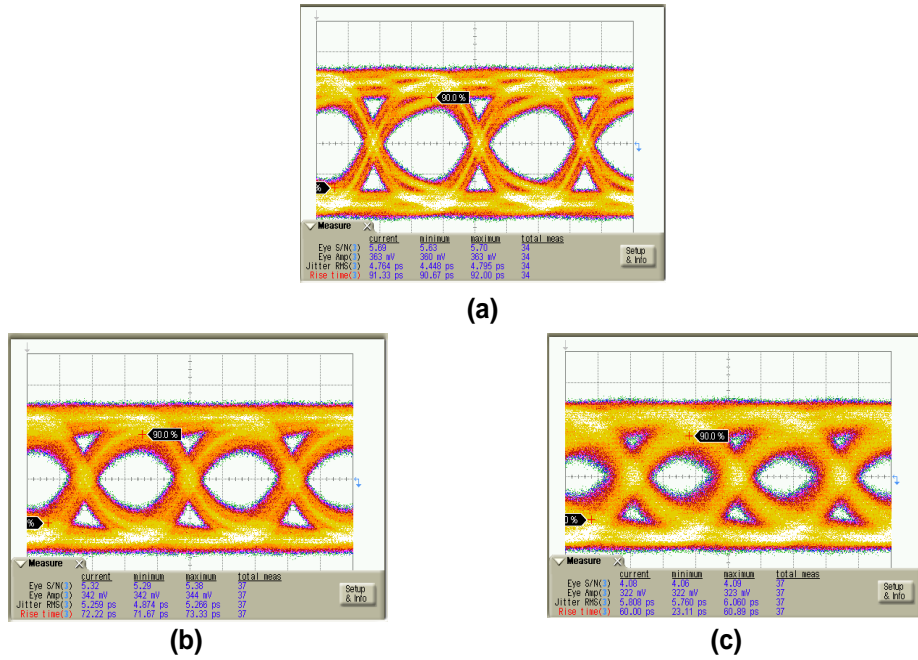 90.0 %
%
Measure
current minimum maximum total meas
Eye S/N(3) 5.69 5.63 5.70 34
Eye Amp(3) 363 mV 360 mV 363 mV 34
Jitter RMS(3) 4.764 ps 4.448 ps 4.795 ps 34
Rise time(3) 91.33 ps 90.67 ps 92.00 ps 34
Setup
& Info
(a)
90.0 %
%
Measure
current minimum maximum total meas
Eye S/N(3) 5.32 5.29 5.38 37
Eye Amp(3) 342 mV 342 mV 344 mV 37
Jitter RMS(3) 5.259 ps 4.874 ps 5.266 ps 37
Rise time(3) 72.22 ps 71.67 ps 73.33 ps 37
Setup
& Info
(b)
90.0 %
0 %
Measure
current minimum maximum total meas
Eye S/N(3) 4.08 4.06 4.09 37
Eye Amp(3) 322 mV 322 mV 323 mV 37
Jitter RMS(3) 5.808 ps 5.760 ps 6.060 ps 37
Rise time(3) 60.00 ps 23.11 ps 60.89 ps 37
Setup
& Info
(c)